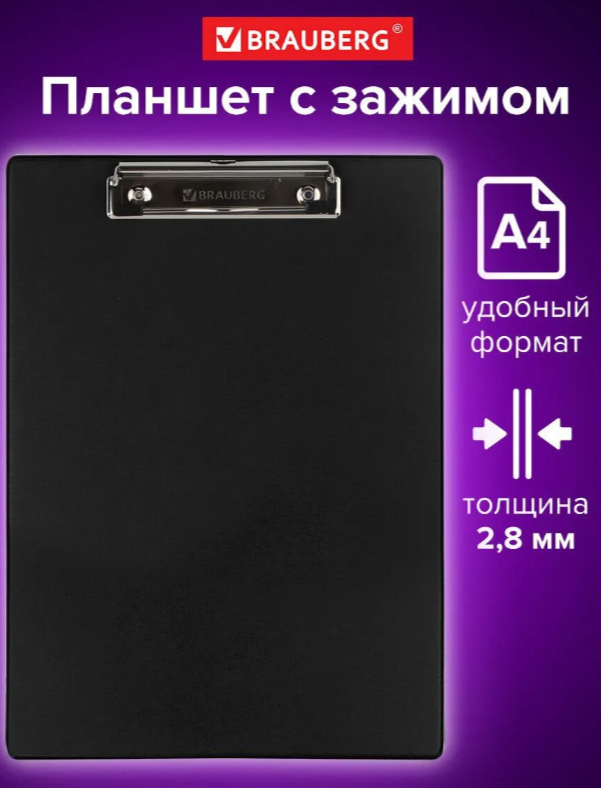 BRAUBERG®
Планшет с зажимом
BRAUBERG
A4
удобный
формат
толщина
2,8 мм